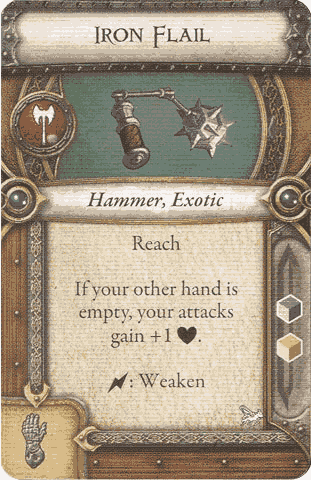 IRON FLAIL
Hammer, Exotic
Reach
If your other hand is
empty, your attacks
gain +1 ♥.
: Weaken